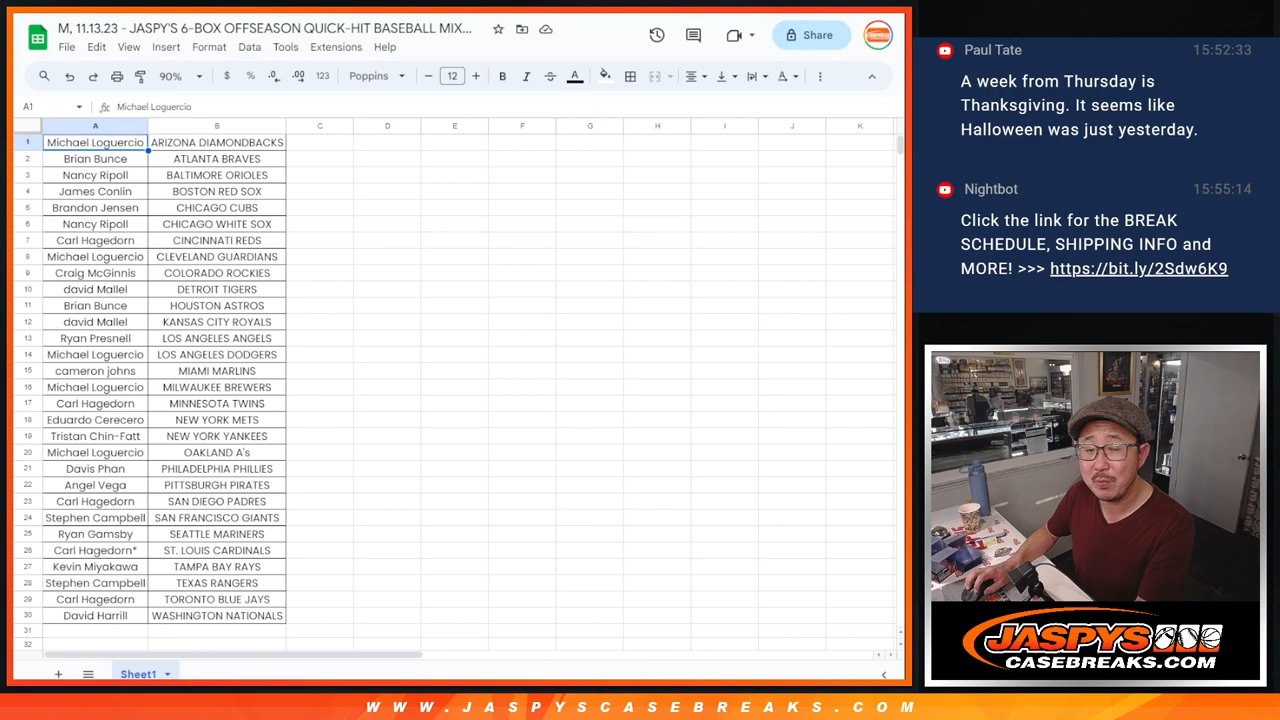 M, 11.13.23 - JASPY'S 6-BOX OFFSEASON QUICK-HIT BASEBALL MIX...
File Edit View Insert Format Data Tools Extensions Help
Share
90% $ % .0 .00 123 Poppins 12 B I A
A1 fx Michael Loguercio
A B C D E F G H I J K
1 Michael Loguercio ARIZONA DIAMONDBACKS
2 Brian Bunce ATLANTA BRAVES
3 Nancy Ripoll BALTIMORE ORIOLES
4 James Conlin BOSTON RED SOX
5 Brandon Jensen CHICAGO CUBS
6 Nancy Ripoll CHICAGO WHITE SOX
7 Carl Hagedorn CINCINNATI REDS
8 Michael Loguercio CLEVELAND GUARDIANS
9 Craig McGinnis COLORADO ROCKIES
10 david Mallel DETROIT TIGERS
11 Brian Bunce HOUSTON ASTROS
12 david Mallel KANSAS CITY ROYALS
13 Ryan Presnell LOS ANGELES ANGELS
14 Michael Loguercio LOS ANGELES DODGERS
15 cameron johns MIAMI MARLINS
16 Michael Loguercio MILWAUKEE BREWERS
17 Carl Hagedorn MINNESOTA TWINS
18 Eduardo Cerecero NEW YORK METS
19 Tristan Chin-Fatt NEW YORK YANKEES
20 Michael Loguercio OAKLAND A's
21 Davis Phan PHILADELPHIA PHILLIES
22 Angel Vega PITTSBURGH PIRATES
23 Carl Hagedorn SAN DIEGO PADRES
24 Stephen Campbell SAN FRANCISCO GIANTS
25 Ryan Gamsby SEATTLE MARINERS
26 Carl Hagedorn* ST. LOUIS CARDINALS
27 Kevin Miyakawa TAMPA BAY RAYS
28 Stephen Campbell TEXAS RANGERS
29 Carl Hagedorn TORONTO BLUE JAYS
30 David Harrill WASHINGTON NATIONALS
31
32
Sheet1
Paul Tate 15:52:33
A week from Thursday is
Thanksgiving. It seems like
Halloween was just yesterday.
Nightbot 15:55:14
Click the link for the BREAK
SCHEDULE, SHIPPING INFO and
MORE! >>> https://bit.ly/2Sdw6K9
JASPYS
CASEBREAKS.COM
WWW.JASPYSCASEBREAKS.COM